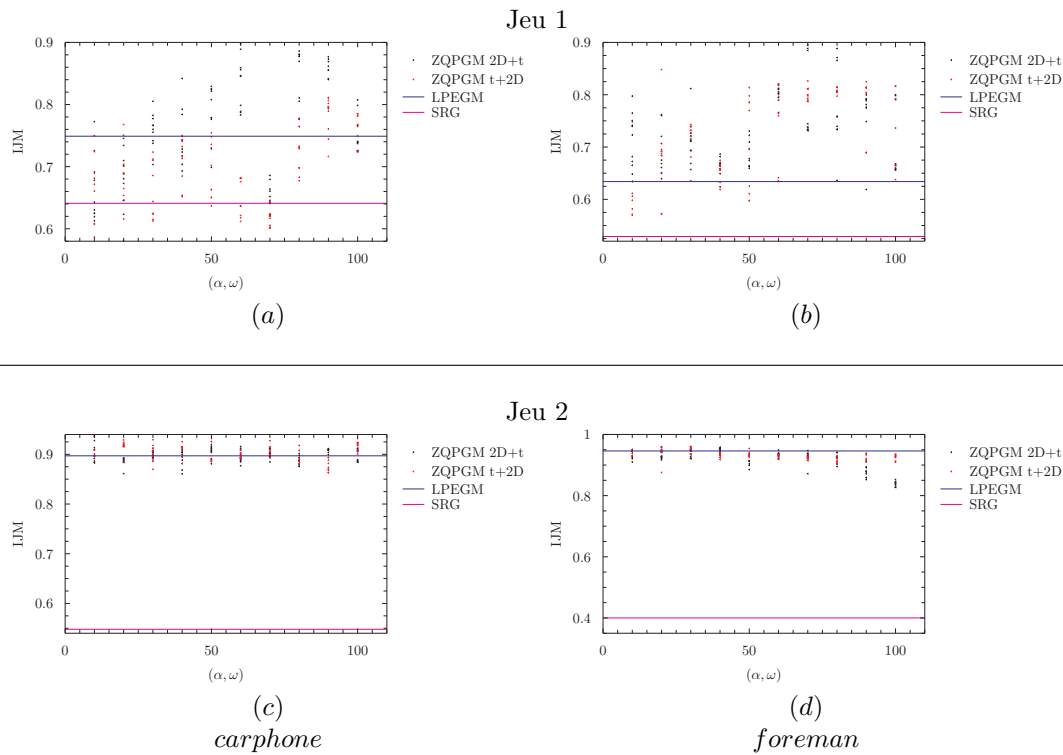 Jeu 1
IJM
0.9
0.8
0.7
0.6
0 50 100
(α, ω)
ZQPGM 2D+t
ZQPGM t+2D
LPEGM
SRG
(a)
IJM
0.9
0.8
0.7
0.6
0 50 100
(α, ω)
ZQPGM 2D+t
ZQPGM t+2D
LPEGM
SRG
(b)
Jeu 2
IJM
0.9
0.8
0.7
0.6
0 50 100
(α, ω)
ZQPGM 2D+t
ZQPGM t+2D
LPEGM
SRG
(c)
carphone
IJM
1
0.8
0.6
0.4
0 50 100
(α, ω)
ZQPGM 2D+t
ZQPGM t+2D
LPEGM
SRG
(d)
foreman